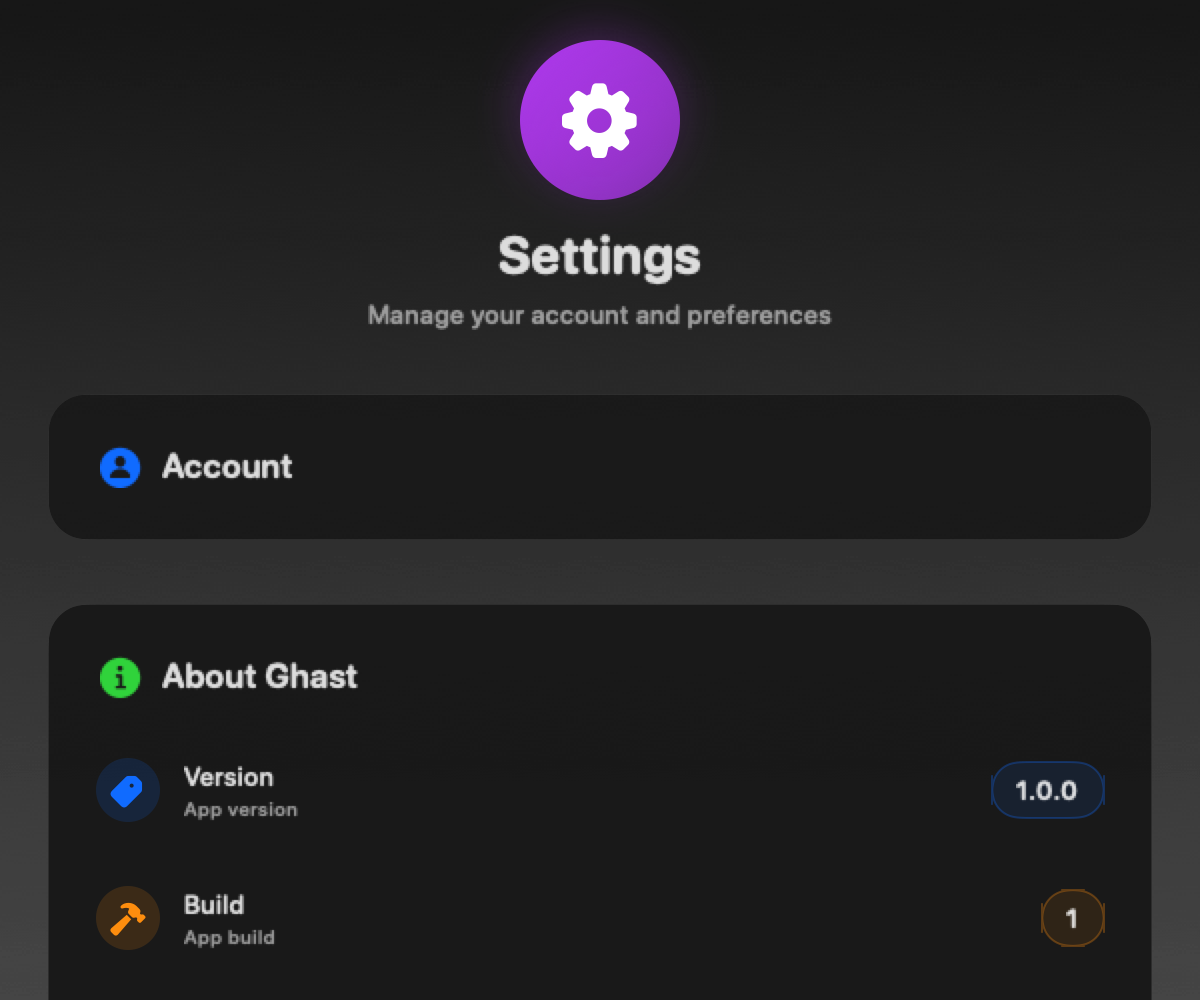 Settings
Manage your account and preferences
Account
About Ghast
Version
App version
1.0.0
Build
App build
1